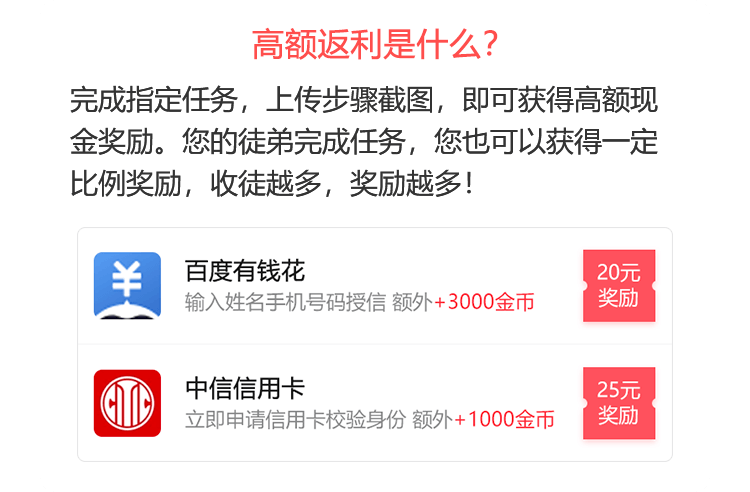 高额返利是什么？
完成指定任务，上传步骤截图，即可获得高额现
金奖励。您的徒弟完成任务，您也可以获得一定
比例奖励，收徒越多，奖励越多！
百度有钱花
输入姓名手机号码授信 额外+3000金币
20元
奖励
中信信用卡
立即申请信用卡校验身份 额外+1000金币
25元
奖励